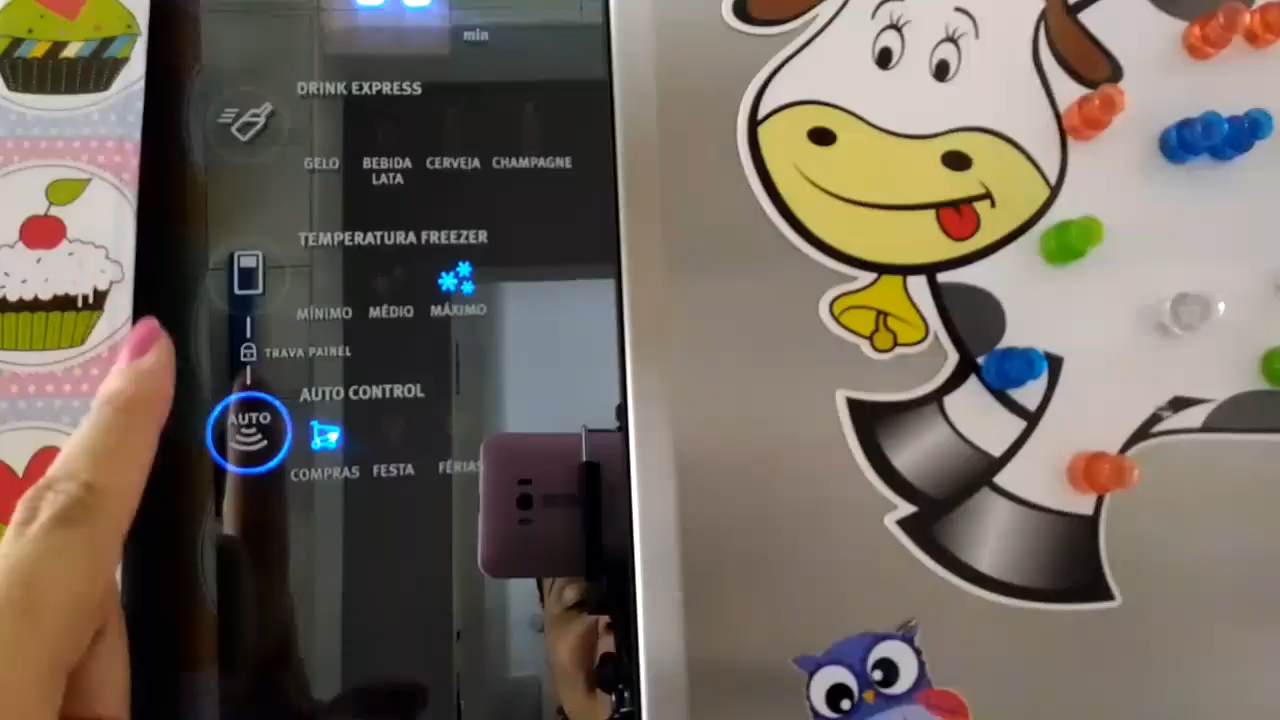 min
DRINK EXPRESS
GELO BEBIDA LATA CERVEJA CHAMPAGNE
TEMPERATURA FREEZER
MÍNIMO MÉDIO MÁXIMO
TRAVA PAINEL
AUTO CONTROL
AUTO
COMPRAS FESTA FÉRIAS